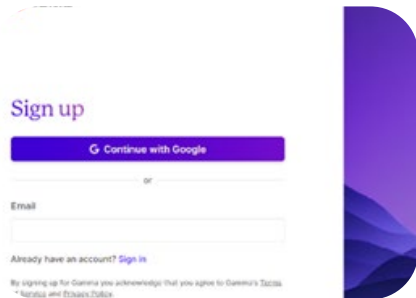 Sign up
G Continue with Google
or
Email
Already have an account? Sign in
By signing up for Gamma you acknowledge that you agree to Gamma's Terms
Service and Privacy Policy.